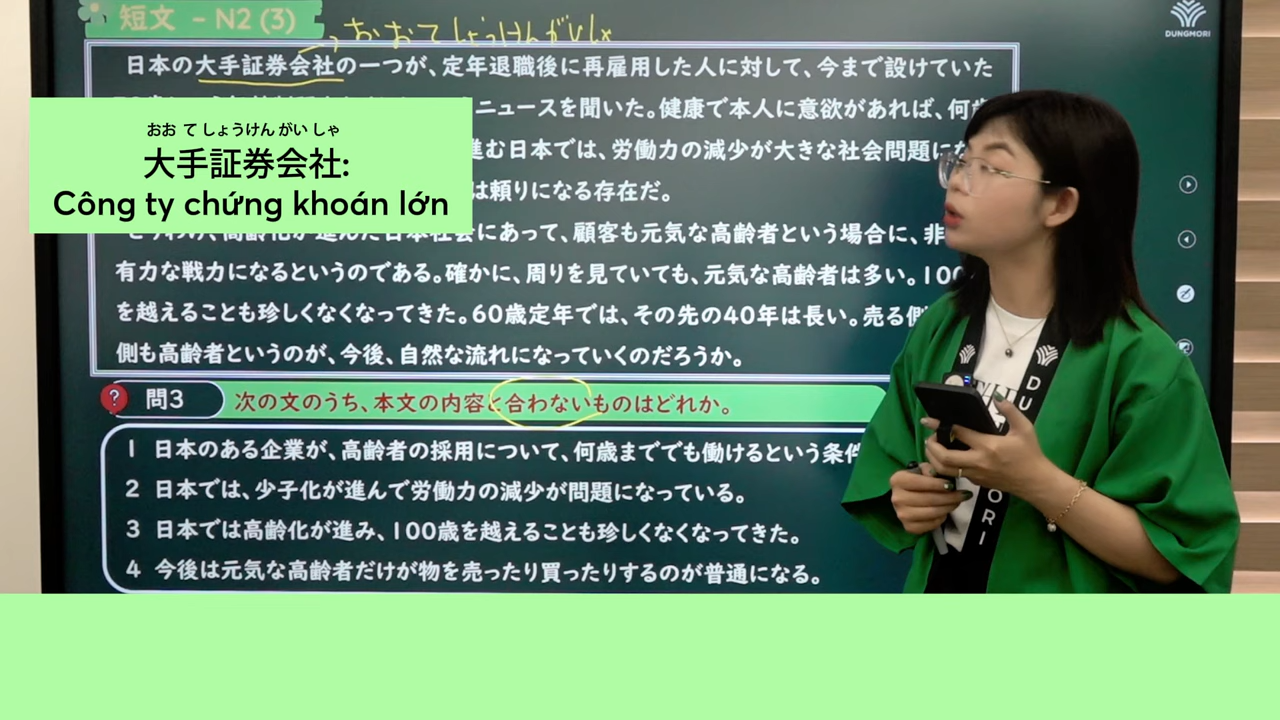 短文 - N2 (3)
おおてしょうけんがいしゃ
DUNGMORI
日本の大手証券会社の一つが、定年退職後に再雇用した人に対して、今まで設けていた
ニュースを聞いた。健康で本人に意欲があれば、何歳
おおてしょうけんがいしゃ
大手証券会社:
Công ty chứng khoán lớn
進む日本では、労働力の減少が大きな社会問題に
は頼りになる存在だ。
高齢化が進んだ日本社会にあって、顧客も元気な高齢者という場合に、非
有力な戦力になるというのである。確かに、周りを見ていても、元気な高齢者は多い。100
を越えることも珍しくなくなってきた。60歳定年では、その先の40年は長い。売る側
側も高齢者というのが、今後、自然な流れになっていくのだろうか。
? 問3 次の文のうち、本文の内容と合わないものはどれか。
1 日本のある企業が、高齢者の採用について、何歳まででも働けるという条件
2 日本では、少子化が進んで労働力の減少が問題になっている。
3 日本では高齢化が進み、100歳を越えることも珍しくなくなってきた。
4 今後は元気な高齢者だけが物を売ったり買ったりするのが普通になる。